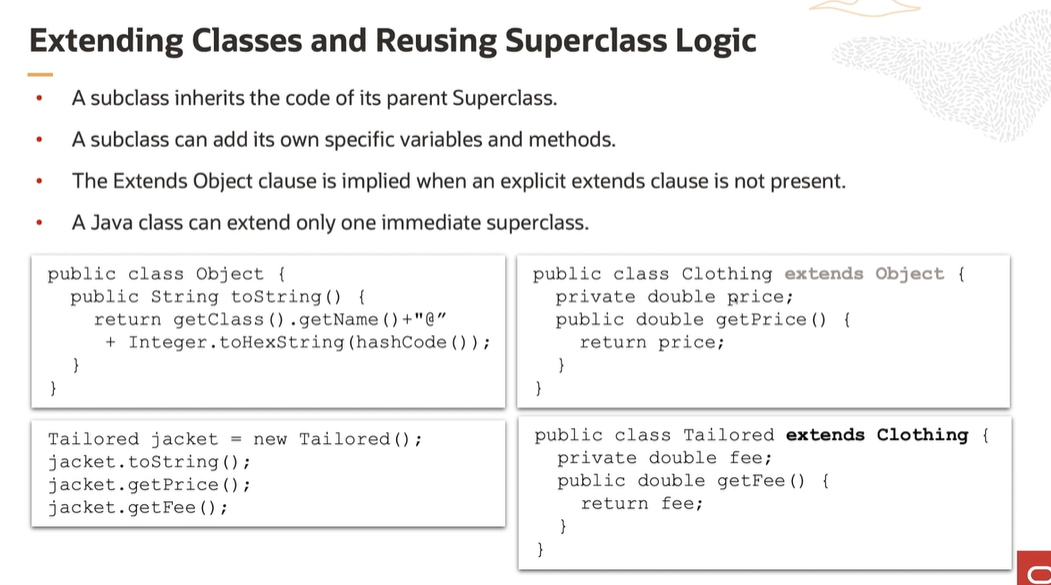 Extending Classes and Reusing Superclass Logic
• A subclass inherits the code of its parent Superclass.
• A subclass can add its own specific variables and methods.
• The Extends Object clause is implied when an explicit extends clause is not present.
• A Java class can extend only one immediate superclass.
public class Object {
  public String toString() {
    return getClass().getName()+"@”
     + Integer.toHexString(hashCode());
  }
}
public class Clothing extends Object {
  private double price;
  public double getPrice() {
    return price;
  }
}
Tailored jacket = new Tailored();
jacket.toString();
jacket.getPrice();
jacket.getFee();
public class Tailored extends Clothing {
  private double fee;
  public double getFee() {
    return fee;
  }
}